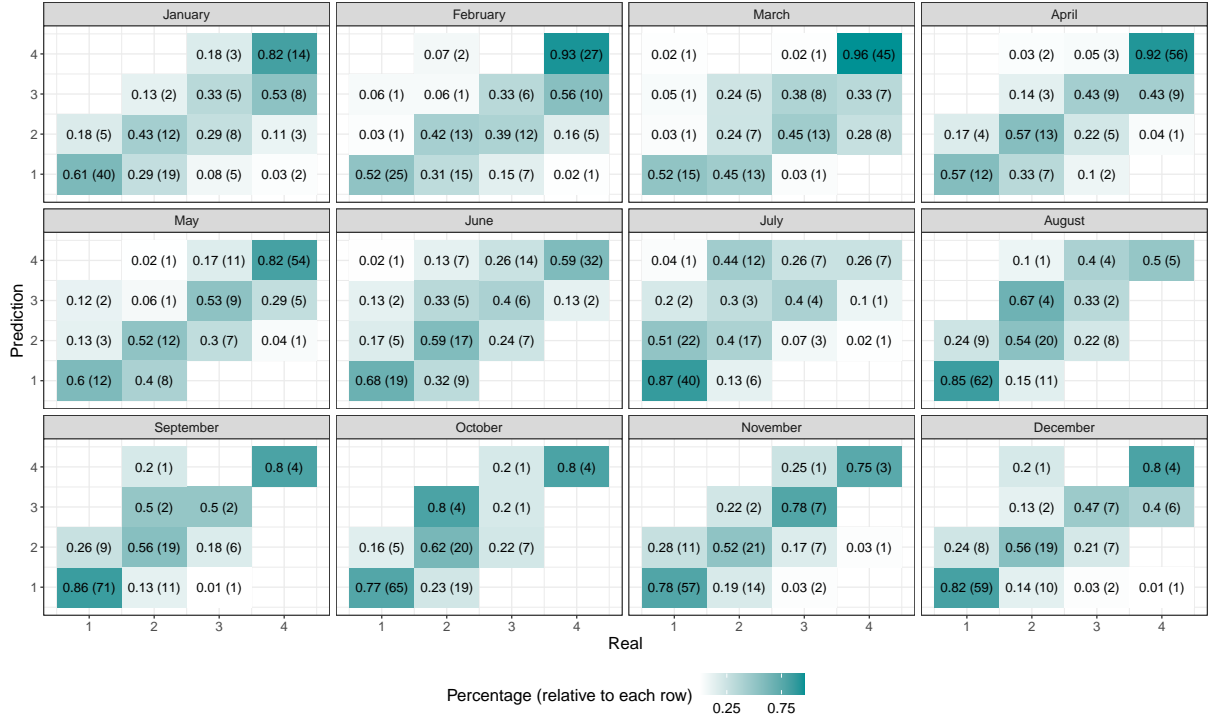 January February March April
4 0.18 (3) 0.82 (14) 0.07 (2) 0.93 (27) 0.02 (1) 0.02 (1) 0.96 (45) 0.03 (2) 0.05 (3) 0.92 (56)
3 0.13 (2) 0.33 (5) 0.53 (8) 0.06 (1) 0.06 (1) 0.33 (6) 0.56 (10) 0.05 (1) 0.24 (5) 0.38 (8) 0.33 (7) 0.14 (3) 0.43 (9) 0.43 (9)
2 0.18 (5) 0.43 (12) 0.29 (8) 0.11 (3) 0.03 (1) 0.42 (13) 0.39 (12) 0.16 (5) 0.03 (1) 0.24 (7) 0.45 (13) 0.28 (8) 0.17 (4) 0.57 (13) 0.22 (5) 0.04 (1)
1 0.61 (40) 0.29 (19) 0.08 (5) 0.03 (2) 0.52 (25) 0.31 (15) 0.15 (7) 0.02 (1) 0.52 (15) 0.45 (13) 0.03 (1) 0.57 (12) 0.33 (7) 0.1 (2)
May June July August
4 0.02 (1) 0.17 (11) 0.82 (54) 0.02 (1) 0.13 (7) 0.26 (14) 0.59 (32) 0.04 (1) 0.44 (12) 0.26 (7) 0.26 (7) 0.1 (1) 0.4 (4) 0.5 (5)
3 0.12 (2) 0.06 (1) 0.53 (9) 0.29 (5) 0.13 (2) 0.33 (5) 0.4 (6) 0.13 (2) 0.2 (2) 0.3 (3) 0.4 (4) 0.1 (1) 0.67 (4) 0.33 (2)
2 0.13 (3) 0.52 (12) 0.3 (7) 0.04 (1) 0.17 (5) 0.59 (17) 0.24 (7) 0.51 (22) 0.4 (17) 0.07 (3) 0.02 (1) 0.24 (9) 0.54 (20) 0.22 (8)
1 0.6 (12) 0.4 (8) 0.68 (19) 0.32 (9) 0.87 (40) 0.13 (6) 0.85 (62) 0.15 (11)
Prediction
September October November December
4 0.2 (1) 0.8 (4) 0.2 (1) 0.8 (4) 0.25 (1) 0.75 (3) 0.2 (1) 0.8 (4)
3 0.5 (2) 0.5 (2) 0.8 (4) 0.2 (1) 0.22 (2) 0.78 (7) 0.13 (2) 0.47 (7) 0.4 (6)
2 0.26 (9) 0.56 (19) 0.18 (6) 0.16 (5) 0.62 (20) 0.22 (7) 0.28 (11) 0.52 (21) 0.17 (7) 0.03 (1) 0.24 (8) 0.56 (19) 0.21 (7)
1 0.86 (71) 0.13 (11) 0.01 (1) 0.77 (65) 0.23 (19) 0.78 (57) 0.19 (14) 0.03 (2) 0.82 (59) 0.14 (10) 0.03 (2) 0.01 (1)
1 2 3 4 1 2 3 4 1 2 3 4 1 2 3 4
Real
Percentage (relative to each row)
0.25 0.75